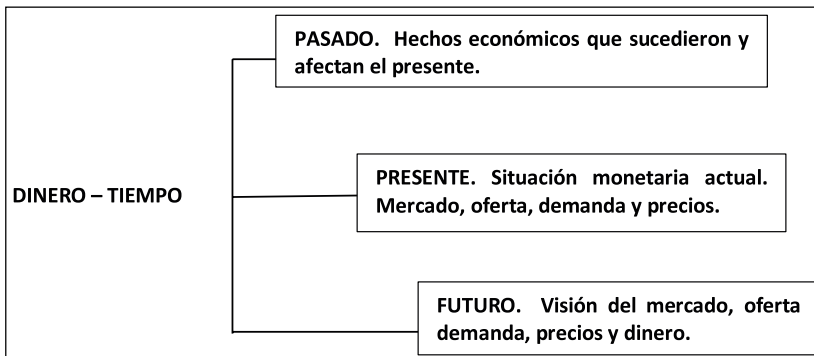 PASADO. Hechos económicos que sucedieron y
afectan el presente.
DINERO – TIEMPO
PRESENTE. Situación monetaria actual.
Mercado, oferta, demanda y precios.
FUTURO. Visión del mercado, oferta
demanda, precios y dinero.